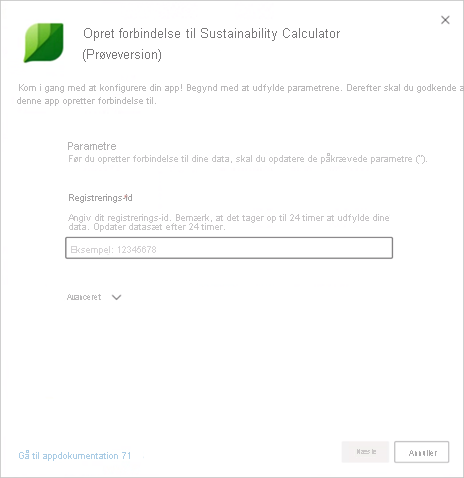 Opret forbindelse til Sustainability Calculator
(Prøveversion)
Kom i gang med at konfigurere din app! Begynd med at udfylde parametrene. Derefter skal du godkende a
denne app opretter forbindelse til.
Parametre
Før du opretter forbindelse til dine data, skal du opdatere de påkrævede parametre (*).
Registrerings-id
Angiv dit registrerings-id. Bemærk, at det tager op til 24 timer at udfylde dine
data. Opdater datasæt efter 24 timer.
Eksempel: 12345678
Avanceret
Gå til appdokumentation 71
Næste
Annuller